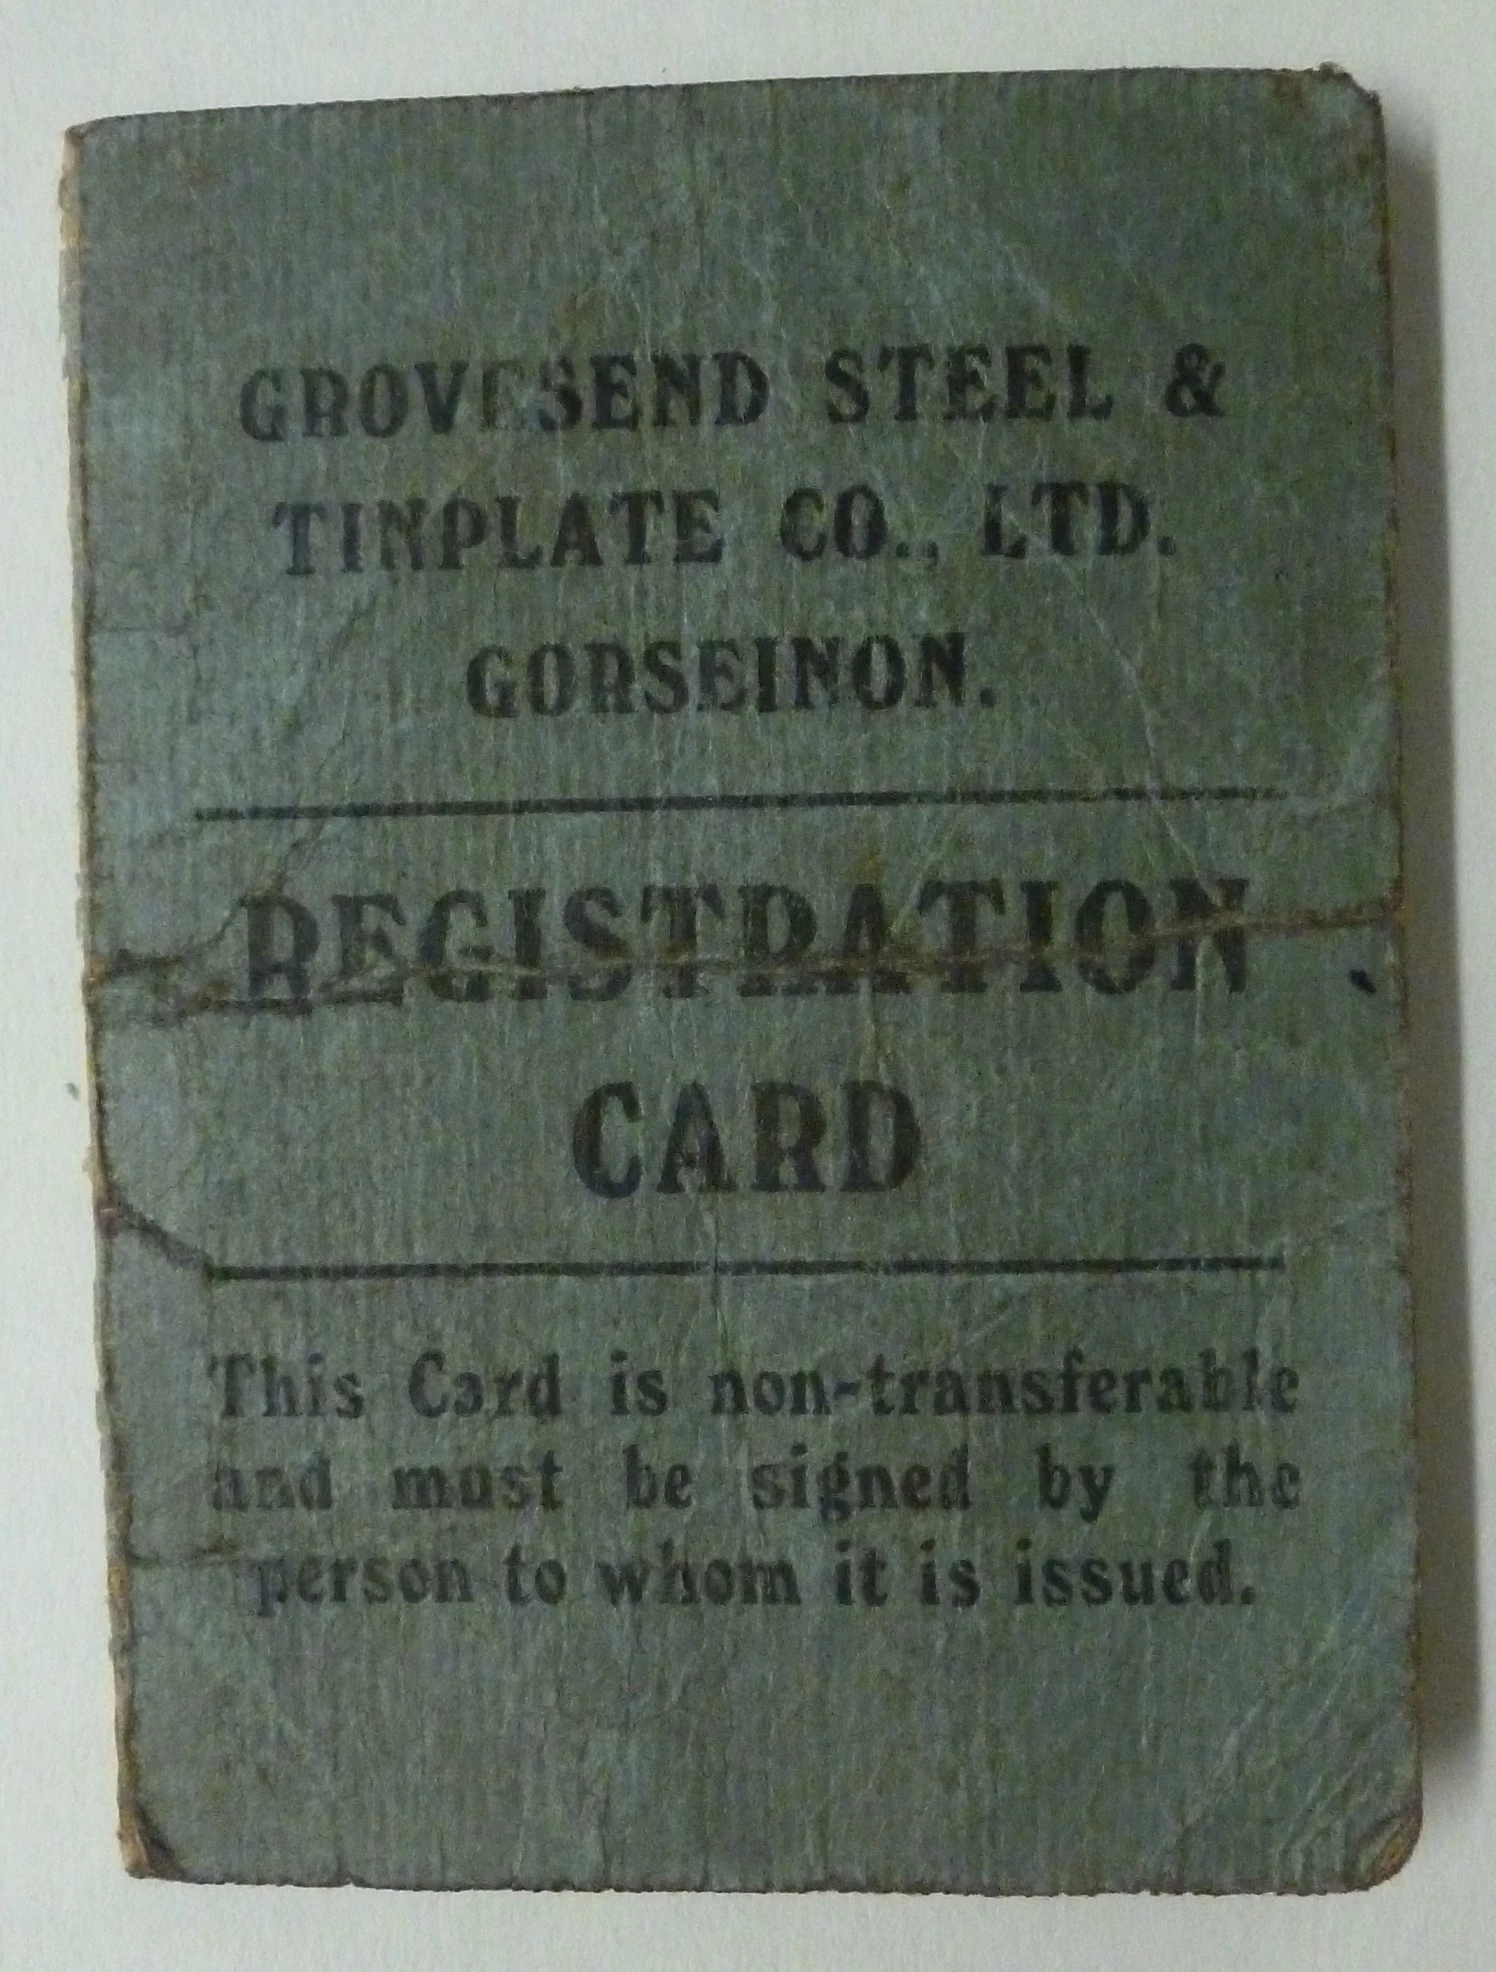 GROVESEND STEEL &
TINPLATE CO., LTD.
GORSEINON.
REGISTRATION
CARD
This Card is non-transferable
and must be signed by the
person to whom it is issued.